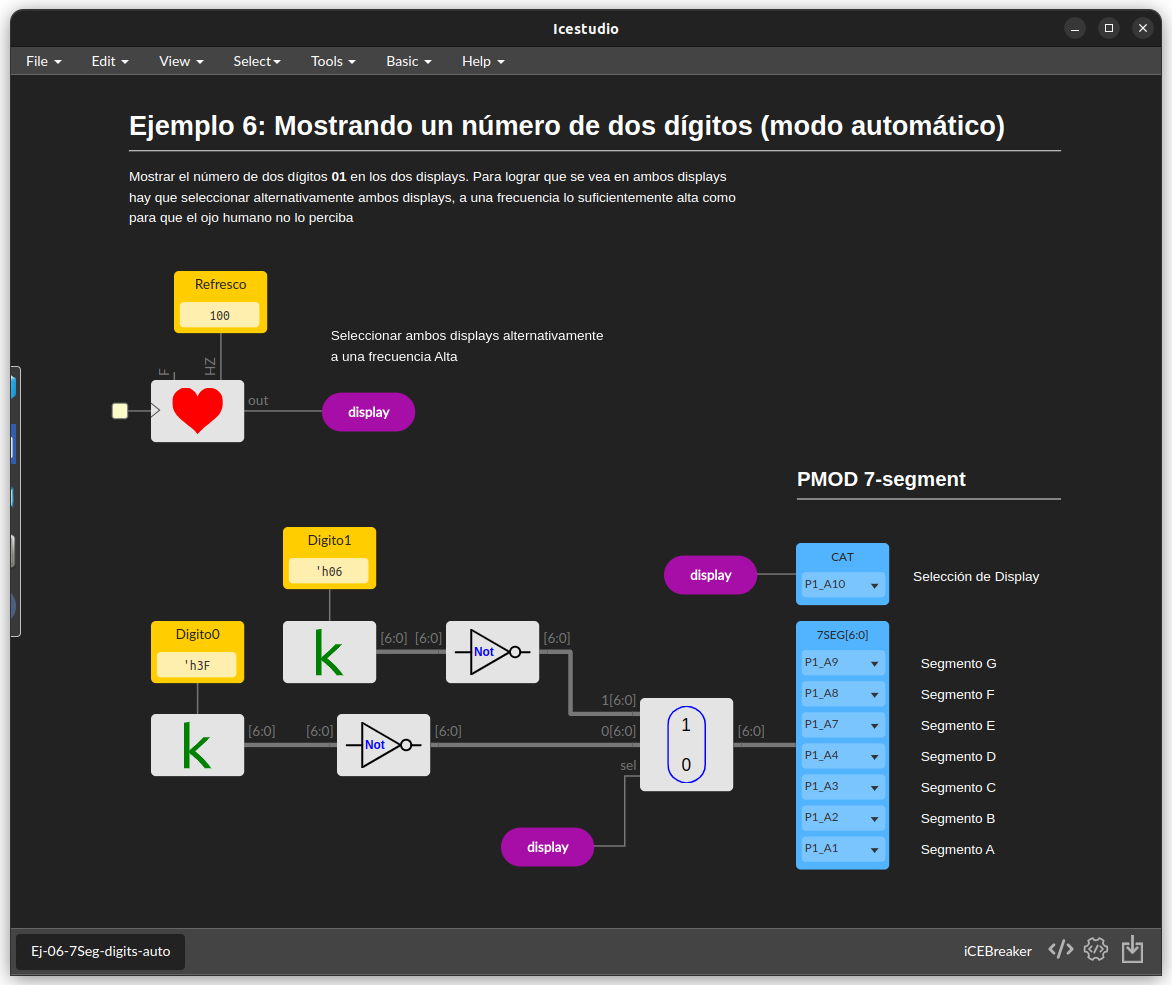 Icestudio
File
Edit
View
Select
Tools
Basic
Help
Ejemplo 6: Mostrando un número de dos dígitos (modo automático)
Mostrar el número de dos dígitos 01 en los dos displays. Para lograr que se vea en ambos displays
hay que seleccionar alternativamente ambos displays, a una frecuencia lo suficientemente alta como
para que el ojo humano no lo perciba
Refresco
100
F
HZ
out
display
Seleccionar ambos displays alternativamente
a una frecuencia Alta
PMOD 7-segment
display
CAT
P1_A10
Selección de Display
Digito1
'h06
k
[6:0]
[6:0]
Not
[6:0]
Digito0
'h3F
k
[6:0]
[6:0]
Not
[6:0]
1[6:0]
0[6:0]
sel
1
0
[6:0]
display
7SEG[6:0]
P1_A9
Segmento G
P1_A8
Segmento F
P1_A7
Segmento E
P1_A4
Segmento D
P1_A3
Segmento C
P1_A2
Segmento B
P1_A1
Segmento A
Ej-06-7Seg-digits-auto
iCEBreaker